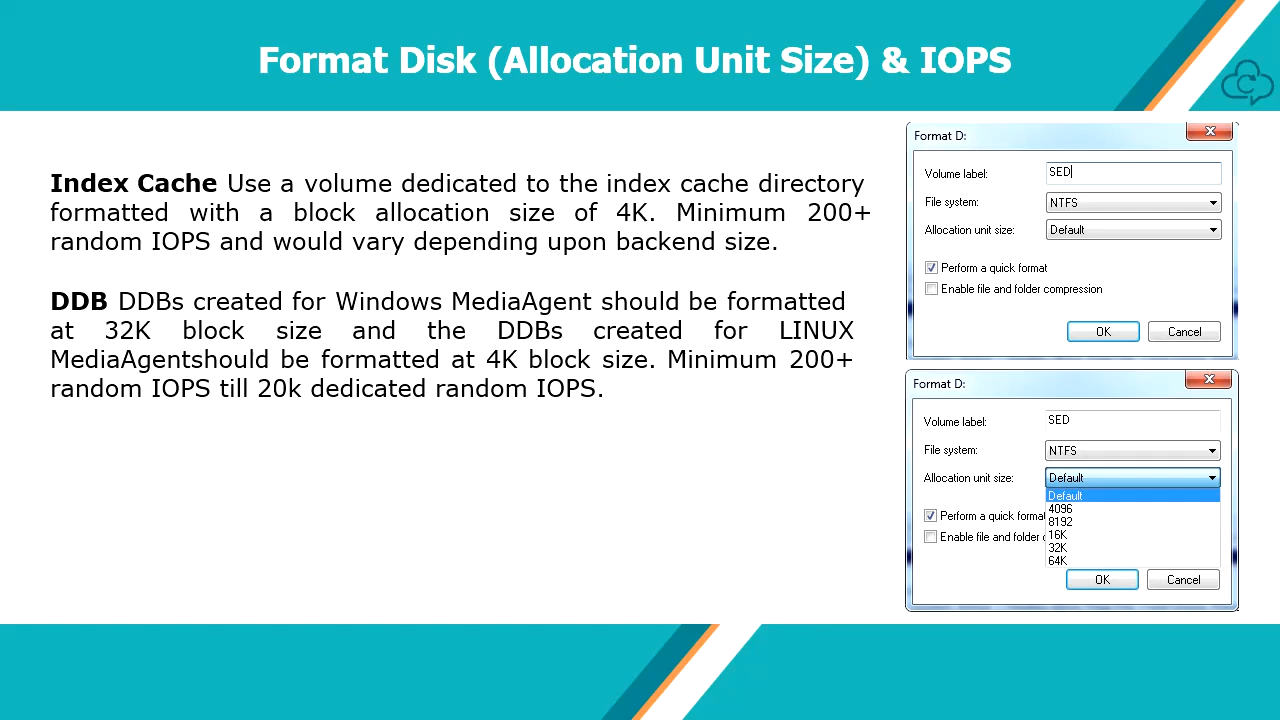 Format Disk (Allocation Unit Size) & IOPS
Index Cache Use a volume dedicated to the index cache directory
formatted with a block allocation size of 4K. Minimum 200+
random IOPS and would vary depending upon backend size.
DDB DDBs created for Windows MediaAgent should be formatted
at 32K block size and the DDBs created for LINUX
MediaAgentshould be formatted at 4K block size. Minimum 200+
random IOPS till 20k dedicated random IOPS.
Format D:
Volume label: SED
File system: NTFS
Allocation unit size: Default
Perform a quick format
Enable file and folder compression
OK Cancel
Format D:
Volume label: SED
File system: NTFS
Allocation unit size: Default
Default
4096
Perform a quick format 8192
16K
Enable file and folder 32K
64K
OK Cancel